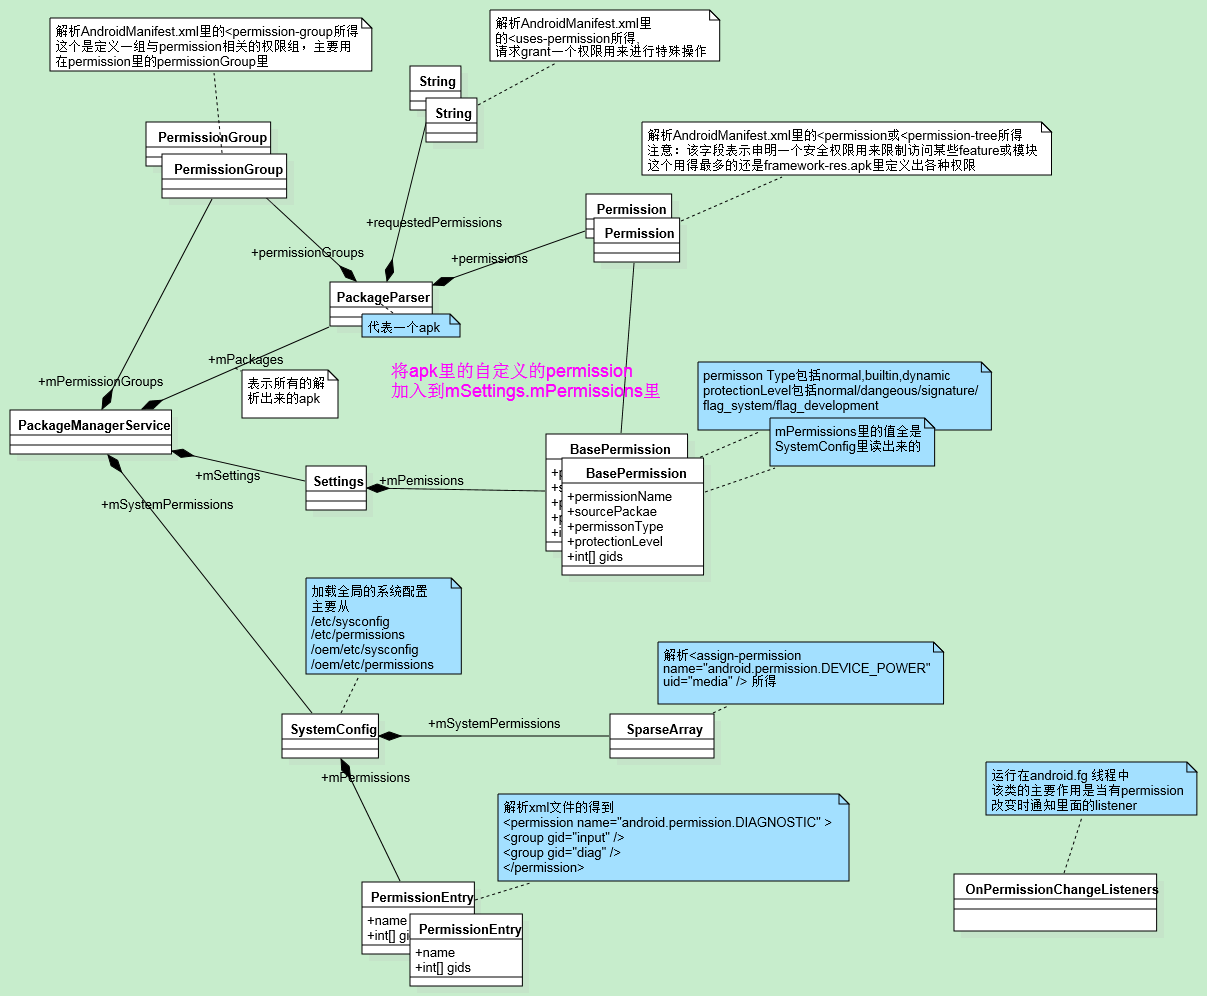 解析AndroidManifest.xml里的<permission-group所得
这个是定义一组与permission相关的权限组，主要用
在permission里的permissionGroup里
解析AndroidManifest.xml里
的<uses-permission所得,
请求grant一个权限用来进行特殊操作
String
String
PermissionGroup
PermissionGroup
解析AndroidManifest.xml里的<permission或<permission-tree所得
注意：该字段表示申明一个安全权限用来限制访问某些feature或模块
这个用得最多的还是framework-res.apk里定义出各种权限
Permission
Permission
+requestedPermissions
+permissionGroups
+permissions
PackageParser
代表一个apk
+mPackages
表示所有的解
析出来的apk
+mPermissionGroups
将apk里的自定义的permission
加入到mSettings.mPermissions里
permisson Type包括normal,builtin,dynamic
protectionLevel包括normal/dangeous/signature/
flag_system/flag_development
mPermissions里的值全是
SystemConfig里读出来的
PackageManagerService
+mSettings
Settings
+mPemissions
BasePermission
+p
+s
+p
+p
+i
BasePermission
+permissionName
+sourcePackae
+permissonType
+protectionLevel
+int[] gids
+mSystemPermissions
加载全局的系统配置
主要从
/etc/sysconfig
/etc/permissions
/oem/etc/sysconfig
/oem/etc/permissions
解析<assign-permission
name="android.permission.DEVICE_POWER"
uid="media" /> 所得
SystemConfig
+mSystemPermissions
SparseArray
+mPermissions
解析xml文件的得到
<permission name="android.permission.DIAGNOSTIC" >
<group gid="input" />
<group gid="diag" />
</permission>
运行在android.fg 线程中
该类的主要作用是当有permission
改变时通知里面的listener
OnPermissionChangeListeners
PermissionEntry
+name
+int[] gi
PermissionEntry
+name
+int[] gids